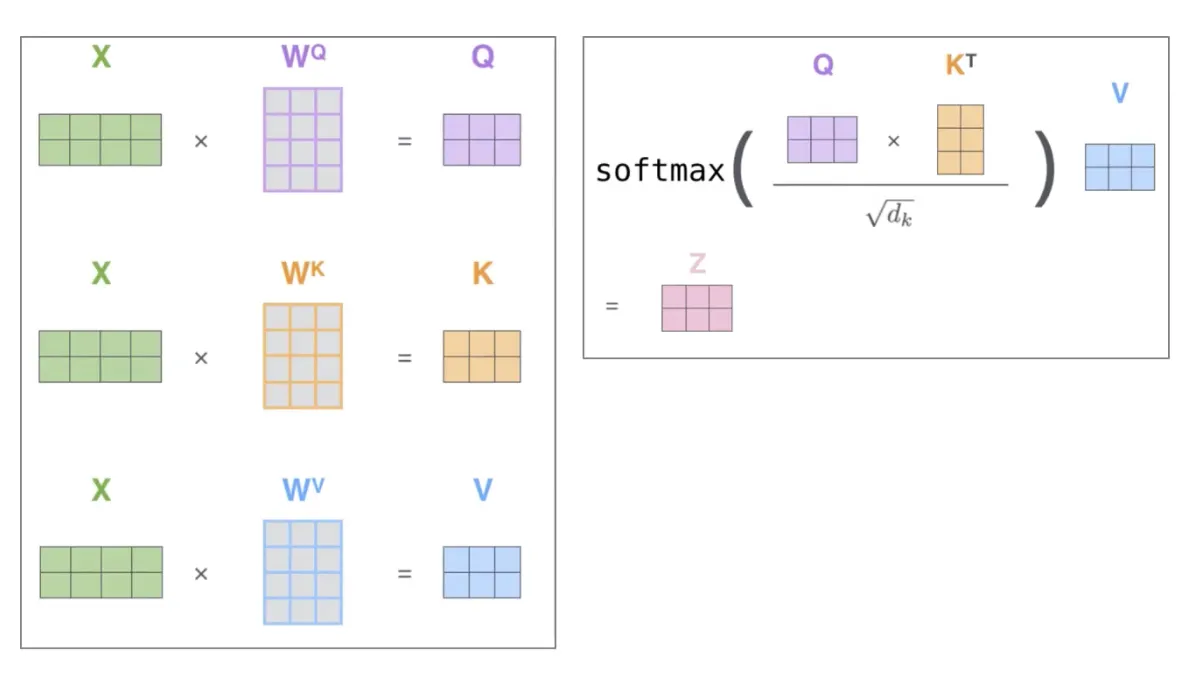 X × W^Q = Q
X × W^K = K
X × W^V = V
softmax( Q × K^T / √d_k ) V
= Z